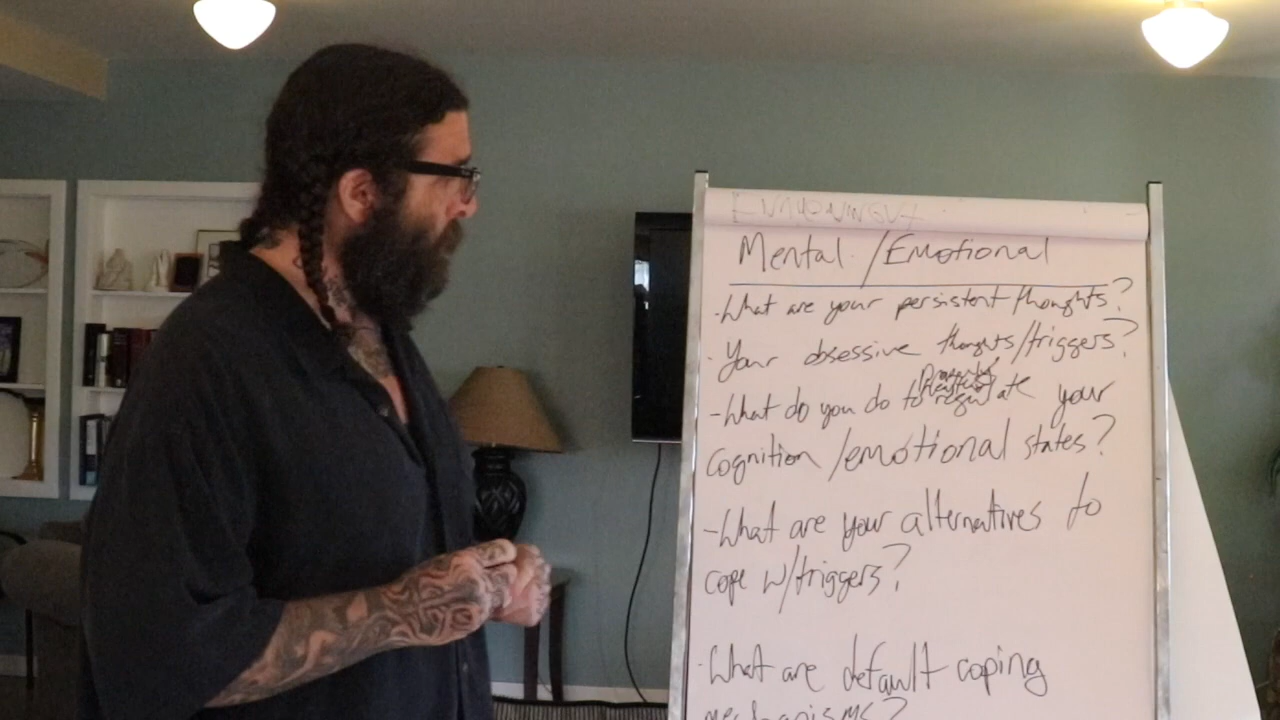 Mental /Emotional
-What are your persistent thoughts?
· Your obsessive thoughts/triggers?
-What do you do to regulate your
cognition /emotional states?
-What are your alternatives to
cope w/triggers?
·What are default coping
mechanisms?